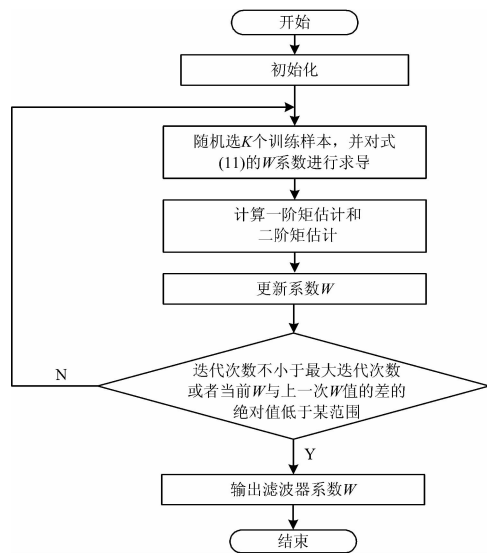 开始
初始化
随机选K个训练样本，并对式
(11)的W系数进行求导
计算一阶矩估计和
二阶矩估计
更新系数W
迭代次数不小于最大迭代次数
或者当前W与上一次W值的差的
绝对值低于某范围
N
Y
输出滤波器系数W
结束